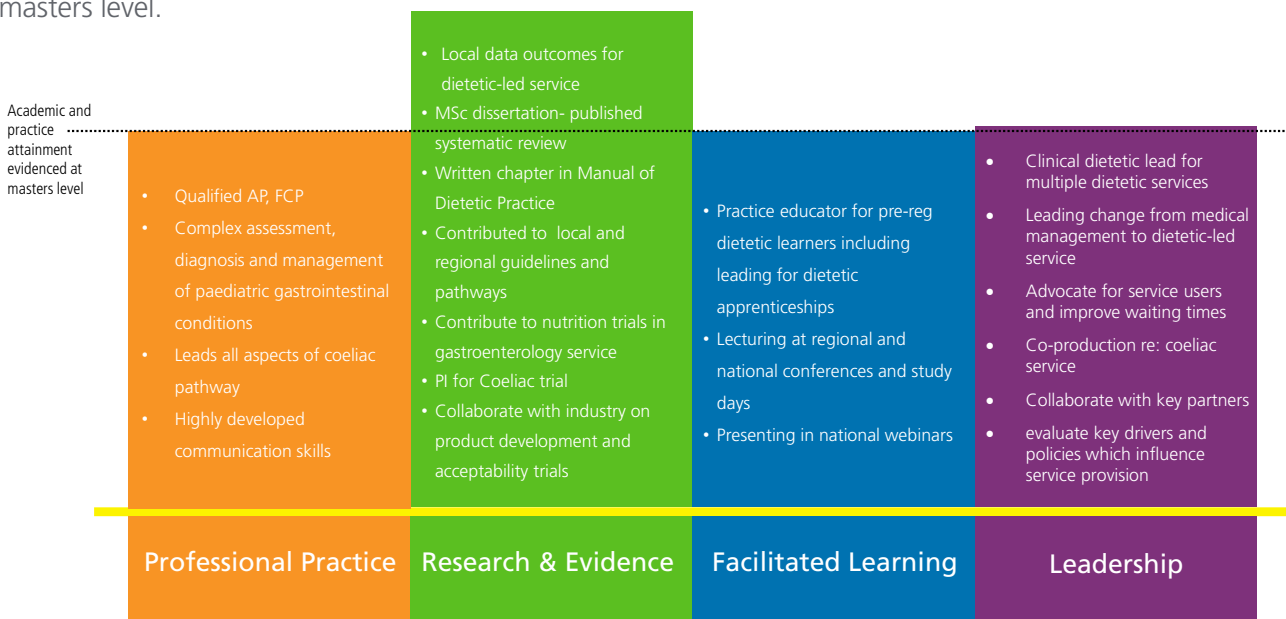 masters level.
Academic and
practice
attainment
evidenced at
masters level
• Qualified AP, FCP
• Complex assessment,
diagnosis and management
of paediatric gastrointestinal
conditions
• Leads all aspects of coeliac
pathway
• Highly developed
communication skills
• Local data outcomes for
dietetic-led service
• MSc dissertation- published
systematic review
• Written chapter in Manual of
Dietetic Practice
• Contributed to local and
regional guidelines and
pathways
• Contribute to nutrition trials in
gastroenterology service
• PI for Coeliac trial
• Collaborate with industry on
product development and
acceptability trials
• Practice educator for pre-reg
dietetic learners including
leading for dietetic
apprenticeships
• Lecturing at regional and
national conferences and study
days
• Presenting in national webinars
• Clinical dietetic lead for
multiple dietetic services
• Leading change from medical
management to dietetic-led
service
• Advocate for service users
and improve waiting times
• Co-production re: coeliac
service
• Collaborate with key partners
• evaluate key drivers and
policies which influence
service provision
Professional Practice
Research & Evidence
Facilitated Learning
Leadership